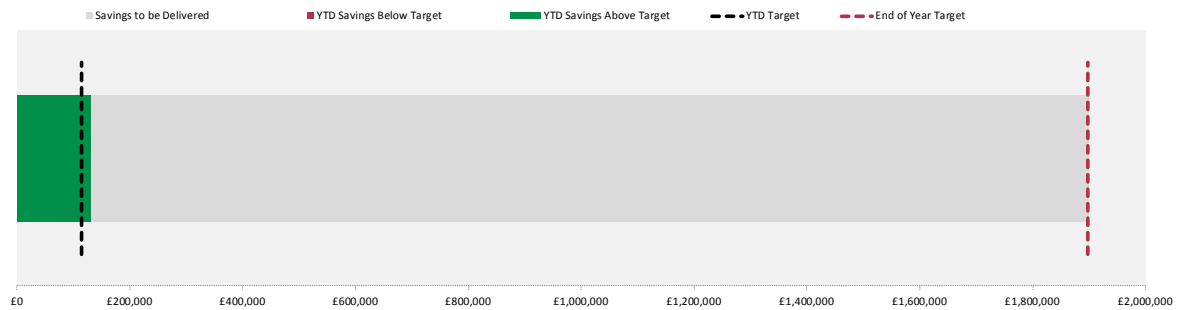 Savings to be Delivered YTD Savings Below Target YTD Savings Above Target YTD Target End of Year Target
£0 £200,000 £400,000 £600,000 £800,000 £1,000,000 £1,200,000 £1,400,000 £1,600,000 £1,800,000 £2,000,000